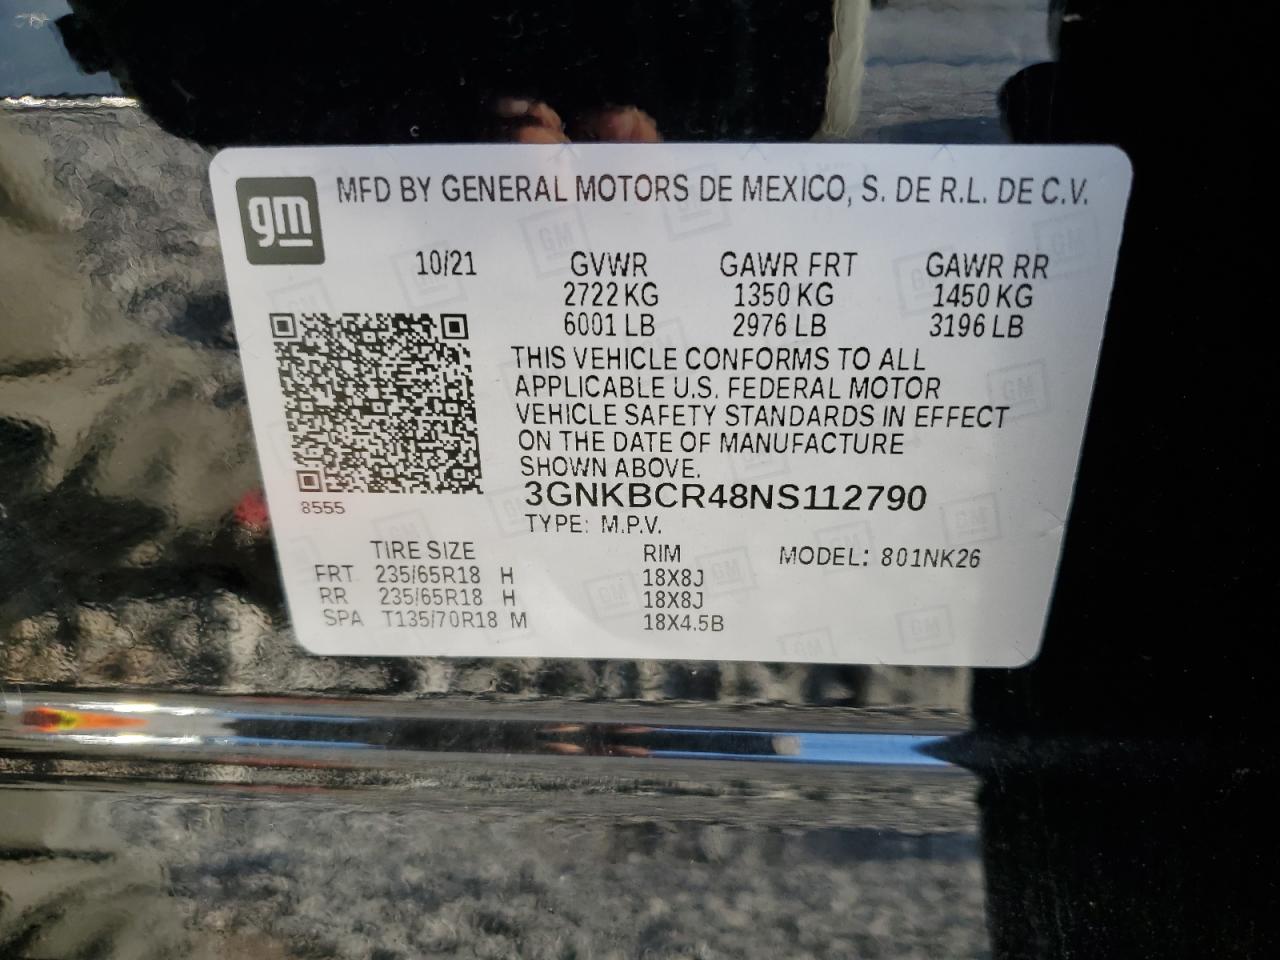 gm MFD BY GENERAL MOTORS DE MEXICO, S. DE R.L. DE C.V.
10/21 GVWR GAWR FRT GAWR RR
2722 KG 1350 KG 1450 KG
6001 LB 2976 LB 3196 LB
THIS VEHICLE CONFORMS TO ALL
APPLICABLE U.S. FEDERAL MOTOR
VEHICLE SAFETY STANDARDS IN EFFECT
ON THE DATE OF MANUFACTURE
SHOWN ABOVE.
3GNKBCR48NS112790
8555
TYPE: M.P.V.
TIRE SIZE RIM MODEL: 801NK26
FRT 235/65R18 H 18X8J
RR 235/65R18 H 18X8J
SPA T135/70R18 M 18X4.5B